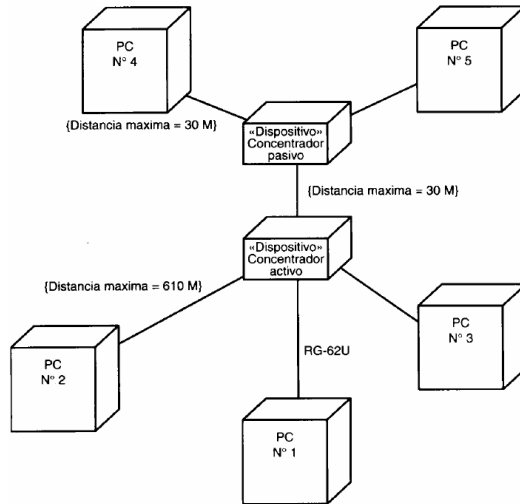 PC
N° 4
PC
N° 5
{Distancia maxima = 30 M}
«Dispositivo»
Concentrador
pasivo
{Distancia maxima = 30 M}
«Dispositivo»
Concentrador
activo
{Distancia maxima = 610 M}
PC
N° 3
RG-62U
PC
N° 2
PC
N° 1